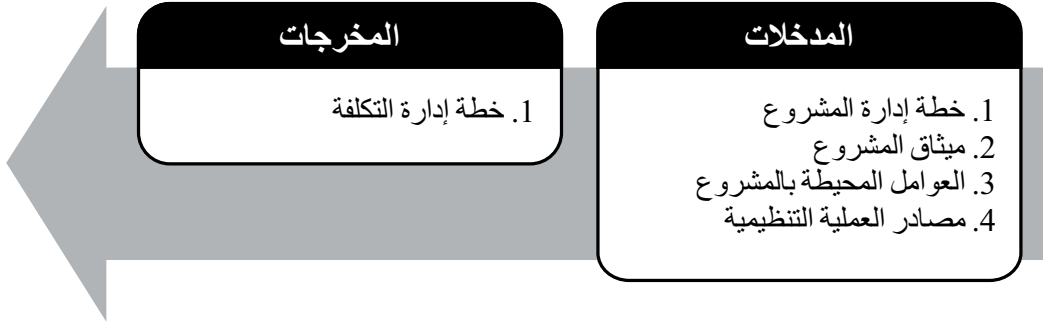 المدخلات
1. خطة إدارة المشروع
2. ميثاق المشروع
3. العوامل المحيطة بالمشروع
4. مصادر العملية التنظيمية
المخرجات
1. خطة إدارة التكلفة